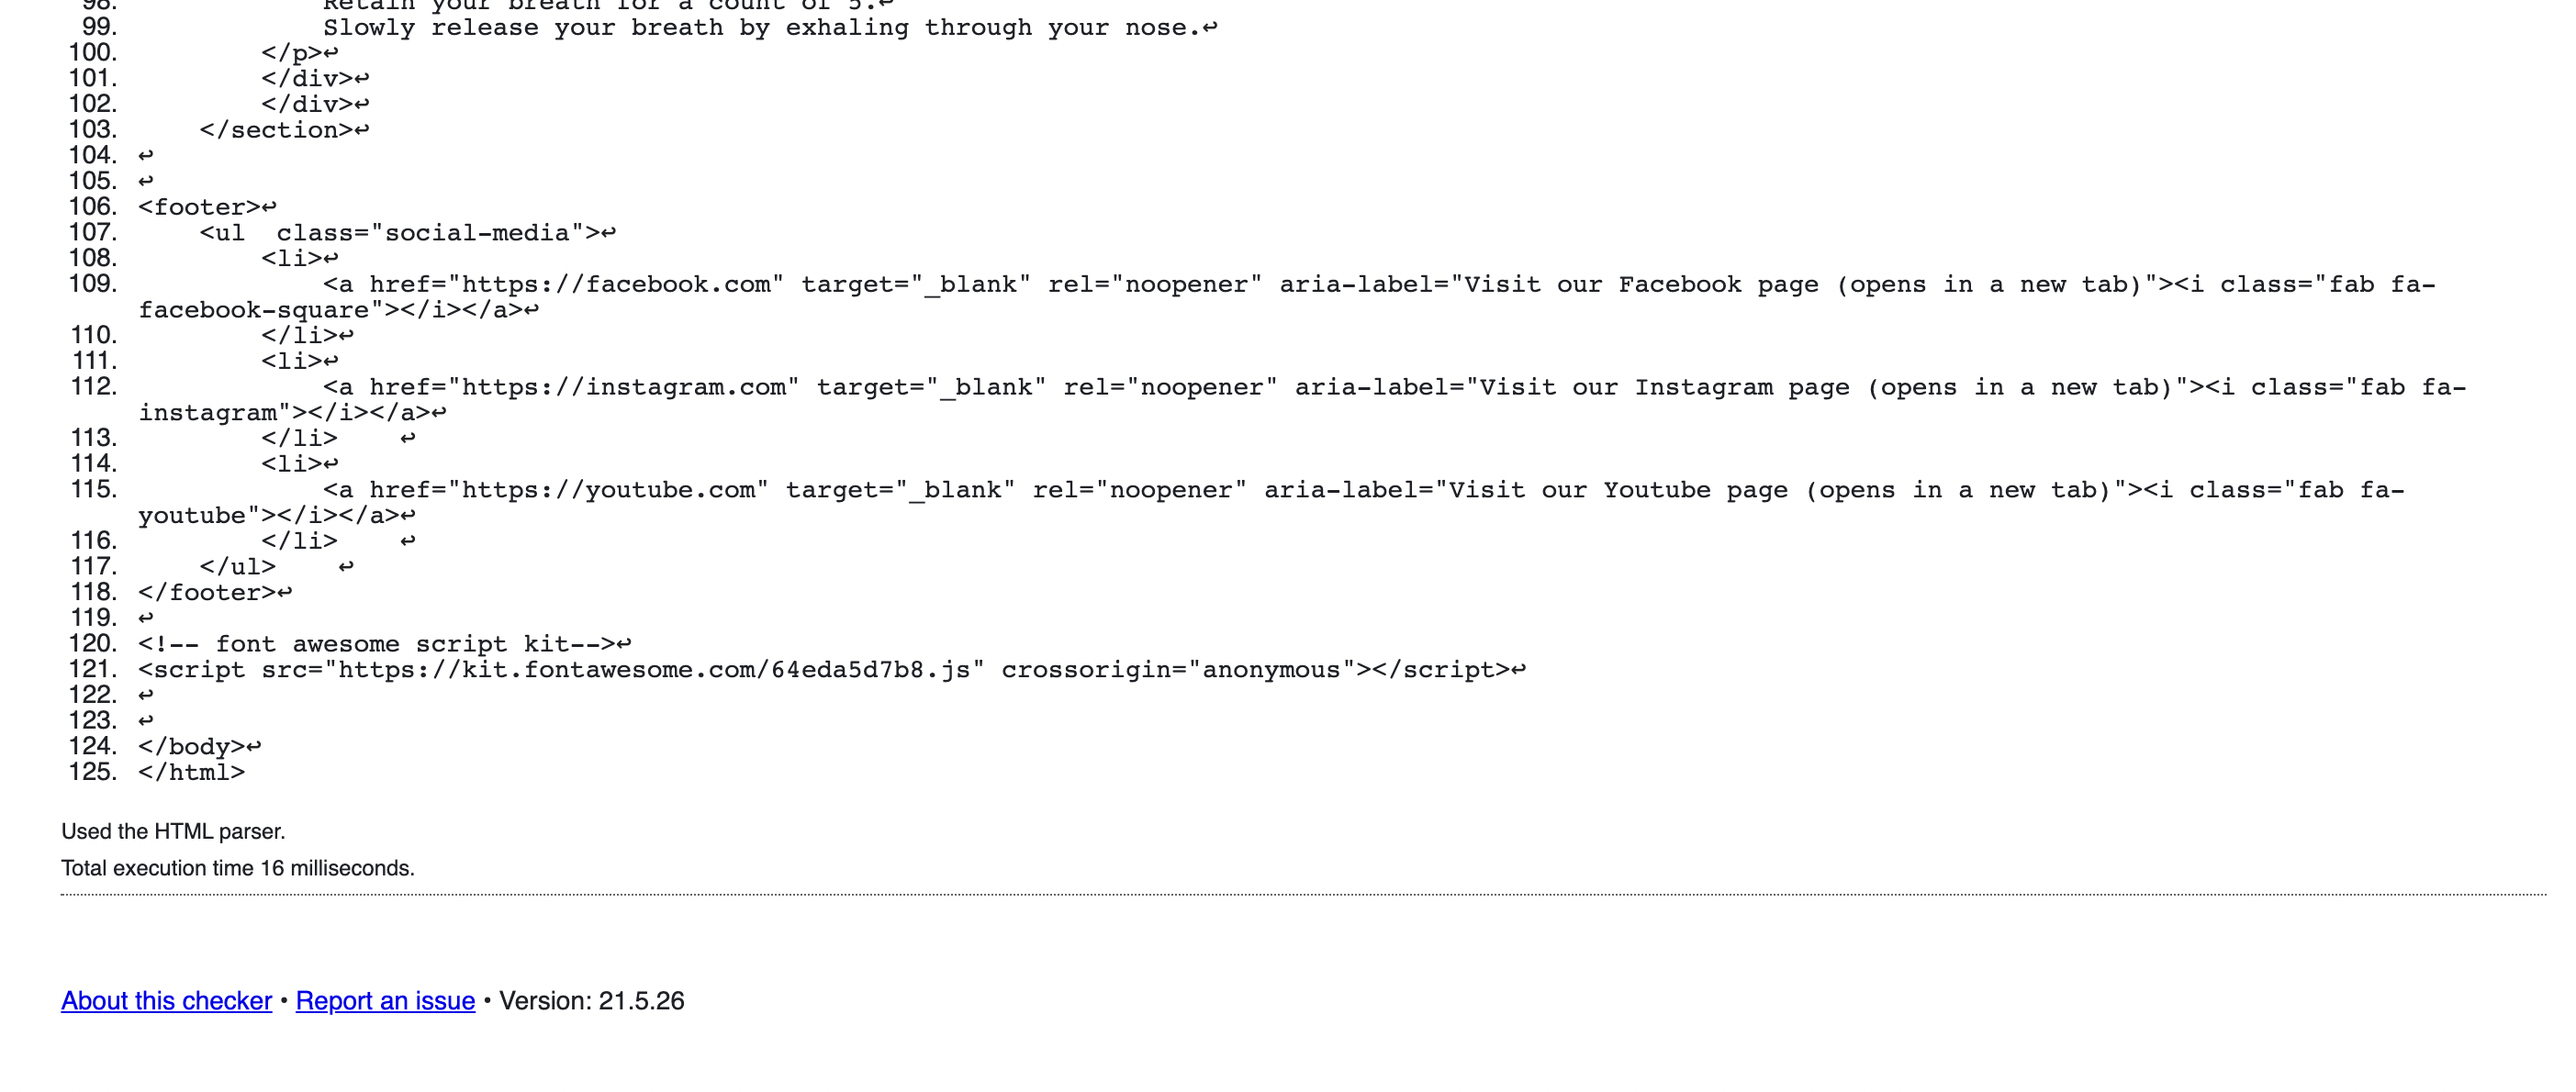 98.             Retain your breath for a count of 5.↩
99.             Slowly release your breath by exhaling through your nose.↩
100.         </p>↩
101.         </div>↩
102.         </div>↩
103.     </section>↩
104. ↩
105. ↩
106. <footer>↩
107.     <ul  class="social-media">↩
108.         <li>↩
109.             <a href="https://facebook.com" target="_blank" rel="noopener" aria-label="Visit our Facebook page (opens in a new tab)"><i class="fab fa-
facebook-square"></i></a>↩
110.         </li>↩
111.         <li>↩
112.             <a href="https://instagram.com" target="_blank" rel="noopener" aria-label="Visit our Instagram page (opens in a new tab)"><i class="fab fa-
instagram"></i></a>↩
113.         </li>    ↩
114.         <li>↩
115.             <a href="https://youtube.com" target="_blank" rel="noopener" aria-label="Visit our Youtube page (opens in a new tab)"><i class="fab fa-
youtube"></i></a>↩
116.         </li>    ↩
117.     </ul>    ↩
118. </footer>↩
119. ↩
120. <!-- font awesome script kit-->↩
121. <script src="https://kit.fontawesome.com/64eda5d7b8.js" crossorigin="anonymous"></script>↩
122. ↩
123. ↩
124. </body>↩
125. </html>
Used the HTML parser.
Total execution time 16 milliseconds.
About this checker • Report an issue • Version: 21.5.26